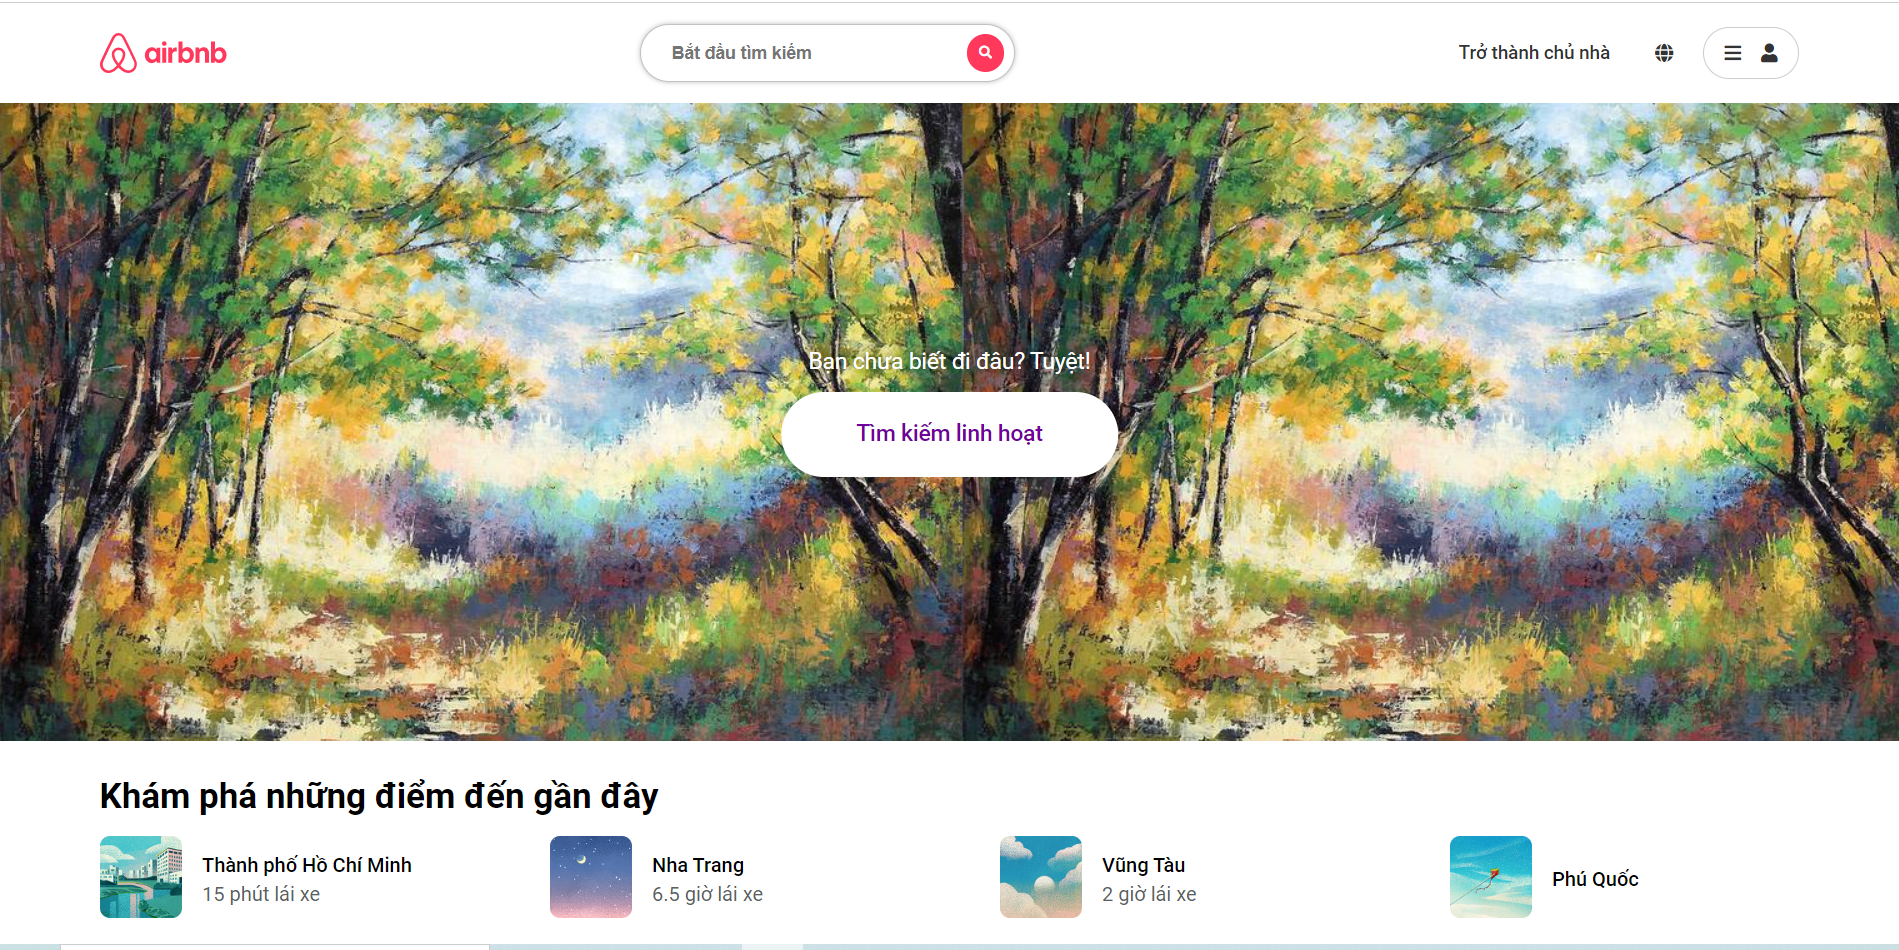 airbnb
Bắt đầu tìm kiếm
Trở thành chủ nhà
Bạn chưa biết đi đâu? Tuyệt!
Tìm kiếm linh hoạt
Khám phá những điểm đến gần đây
Thành phố Hồ Chí Minh
15 phút lái xe
Nha Trang
6.5 giờ lái xe
Vũng Tàu
2 giờ lái xe
Phú Quốc